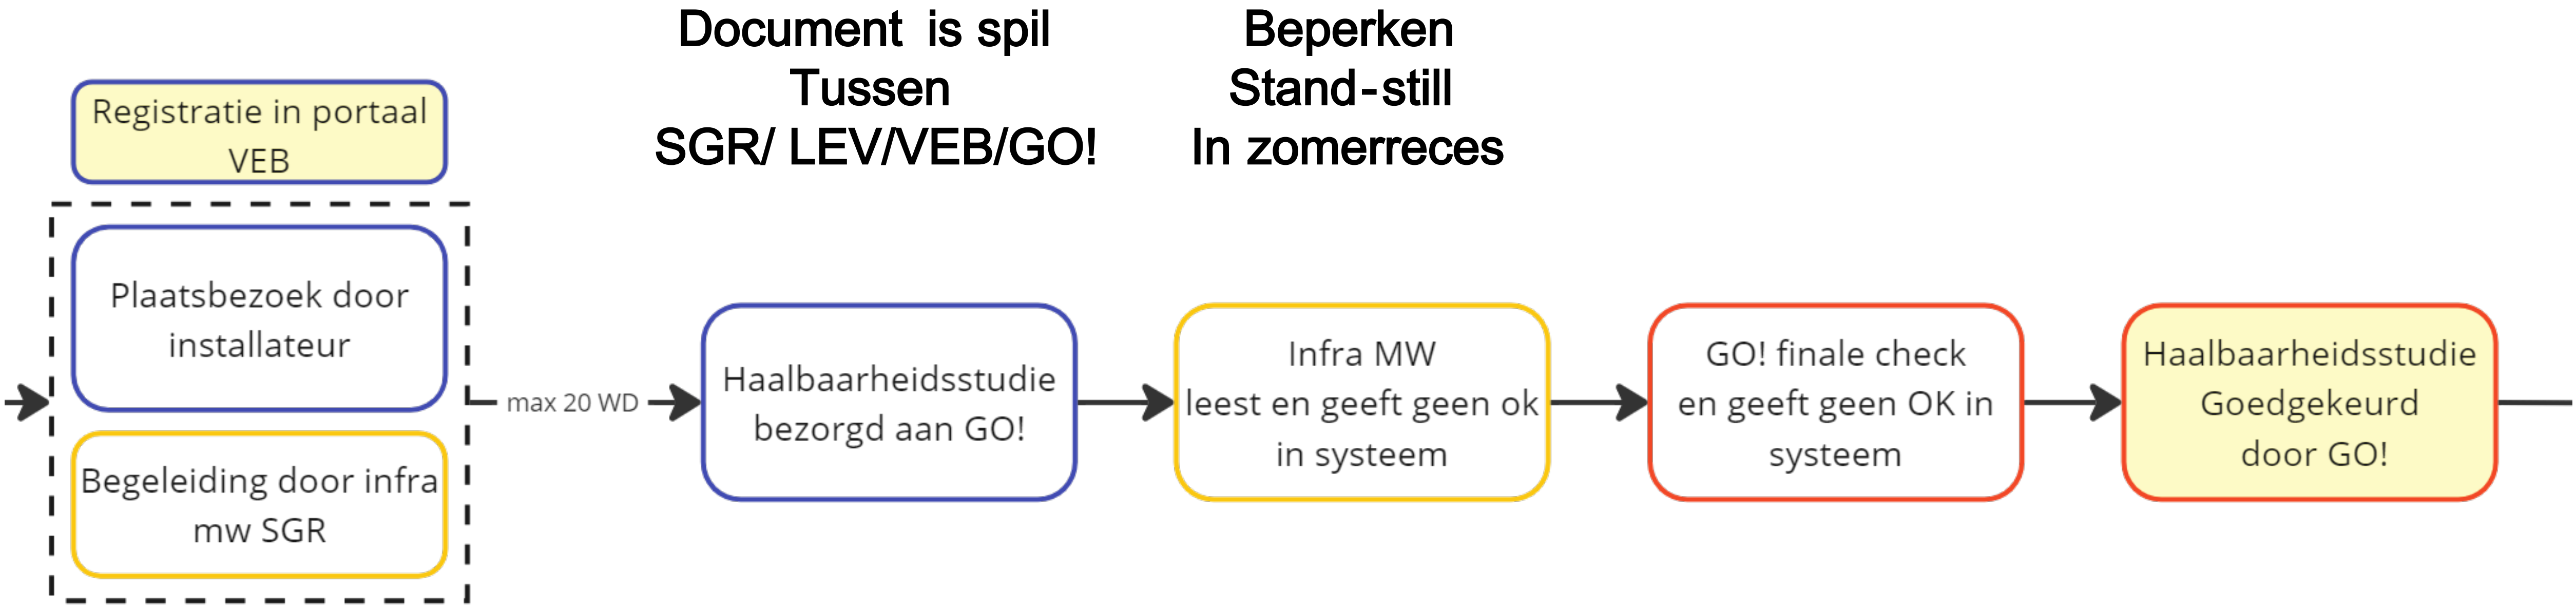 Document is spil
Tussen
SGR/ LEV/VEB/GO!
Beperken
Stand-still
In zomerreces
Registratie in portaal
VEB
Plaatsbezoek door
installateur
Begeleiding door infra
mw SGR
max 20 WD
Haalbaarheidsstudie
bezorgd aan GO!
Infra MW
leest en geeft geen ok
in systeem
GO! finale check
en geeft geen OK in
systeem
Haalbaarheidsstudie
Goedgekeurd
door GO!